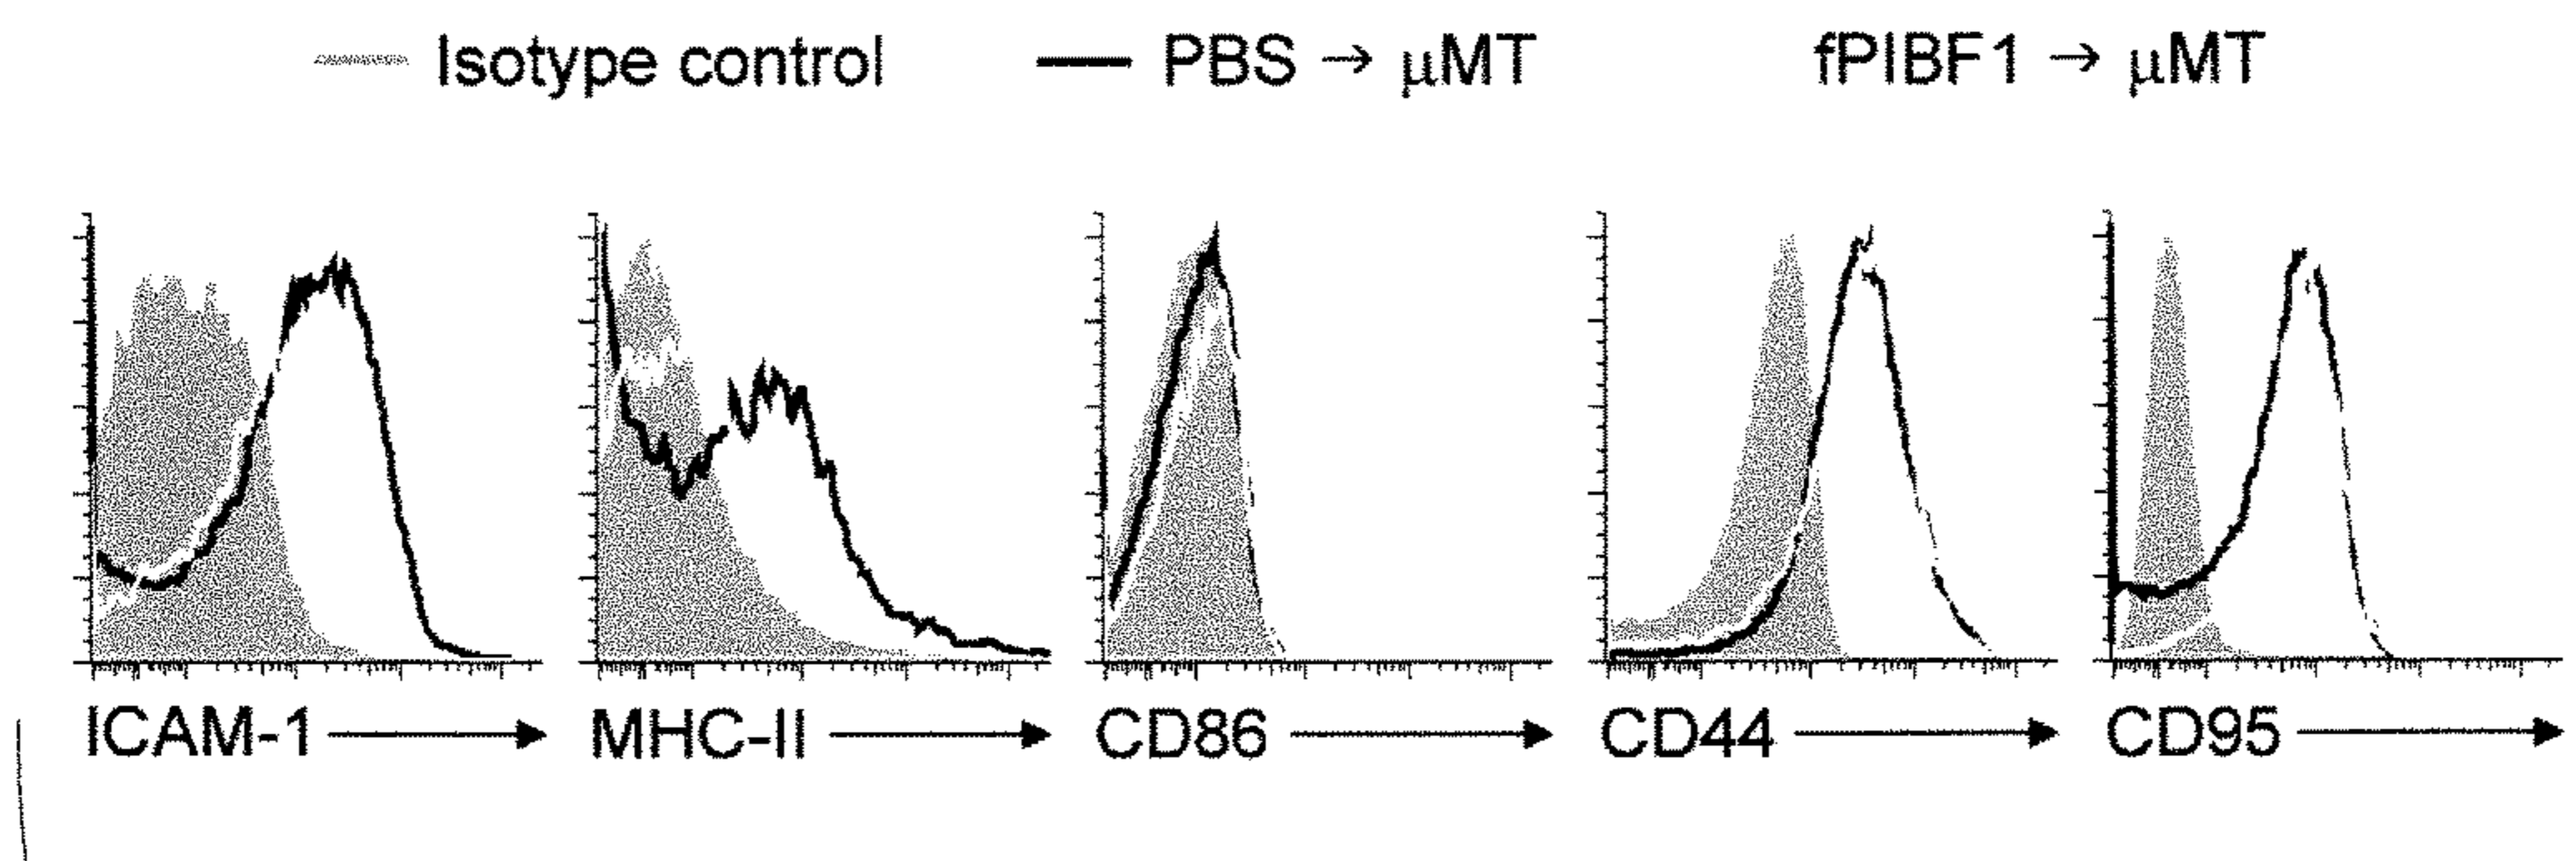 Isotype control PBS → μMT fPIBF1 → μMT
ICAM-1 MHC-II CD86 CD44 CD95